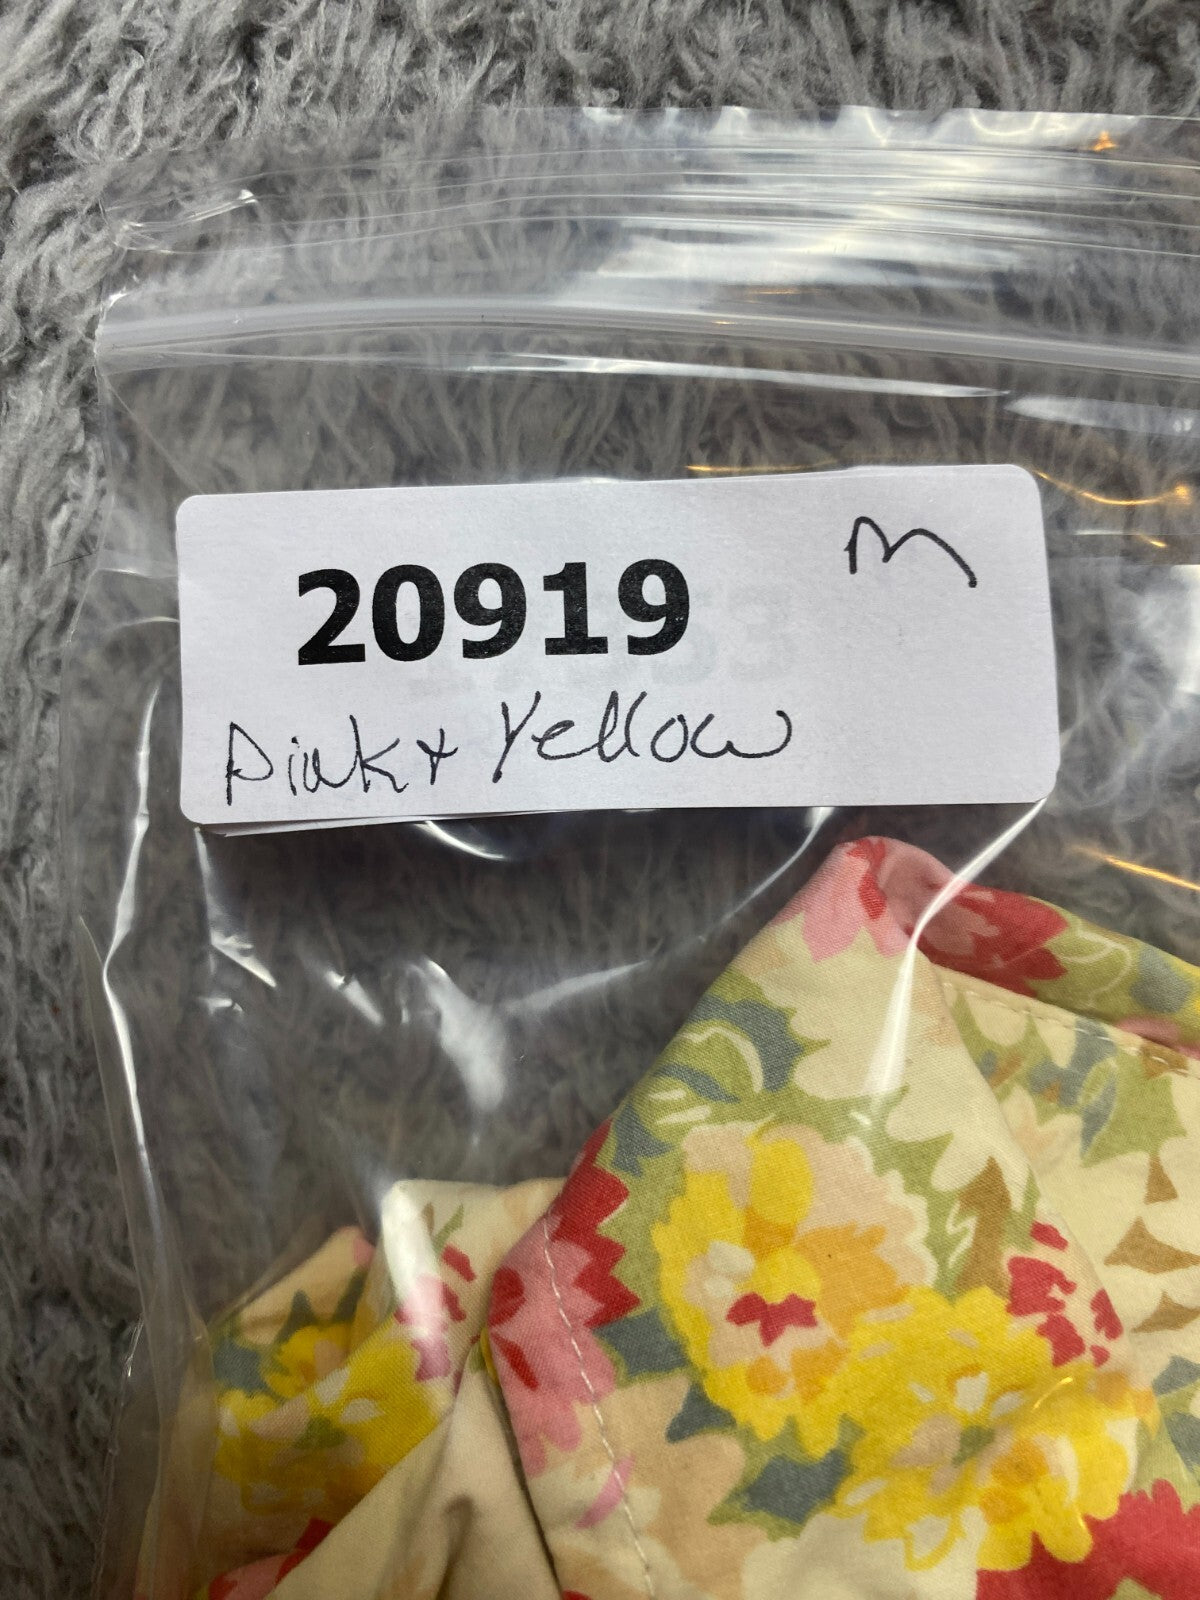 20919 M
Pink + Yellow